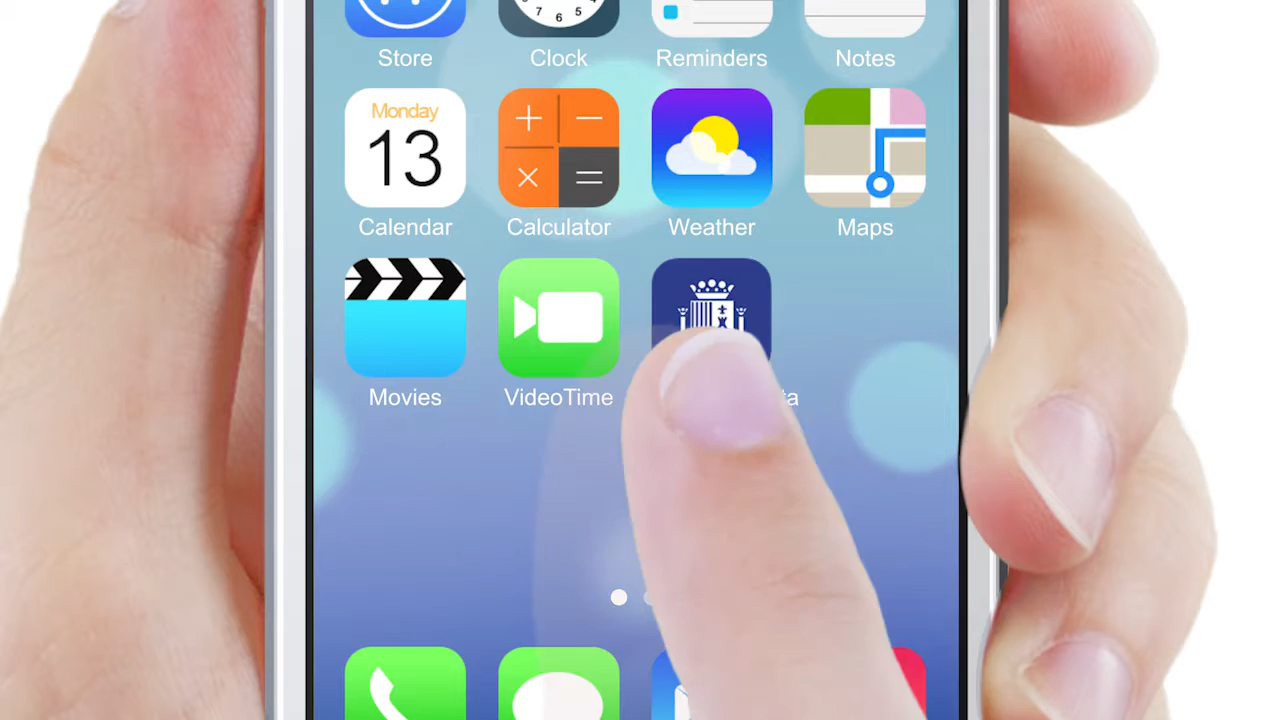 Store Clock Reminders Notes
Monday
13
Calendar Calculator Weather Maps
Movies VideoTime